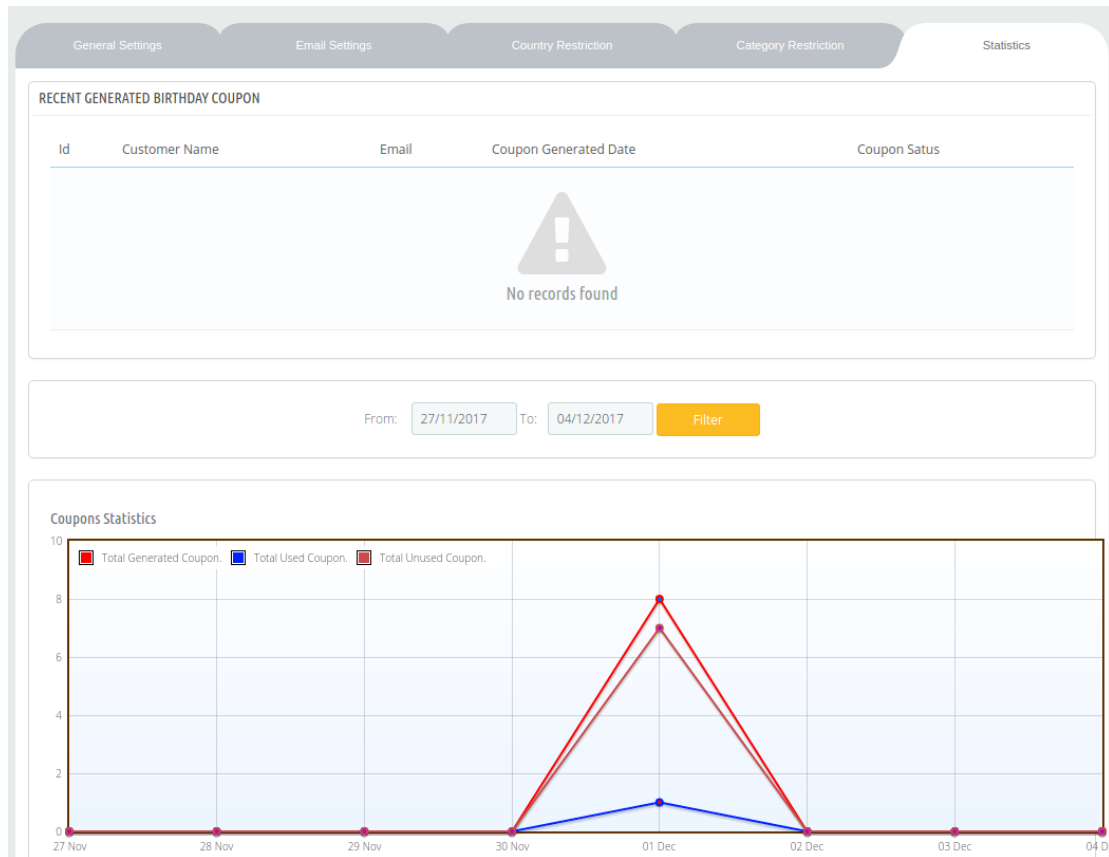 General Settings Email Settings Country Restriction Category Restriction Statistics
RECENT GENERATED BIRTHDAY COUPON
Id Customer Name Email Coupon Generated Date Coupon Satus
No records found
From: 27/11/2017 To: 04/12/2017 Filter
Coupons Statistics
10
Total Generated Coupon. Total Used Coupon. Total Unused Coupon.
8
6
4
2
0
27 Nov 28 Nov 29 Nov 30 Nov 01 Dec 02 Dec 03 Dec 04 D